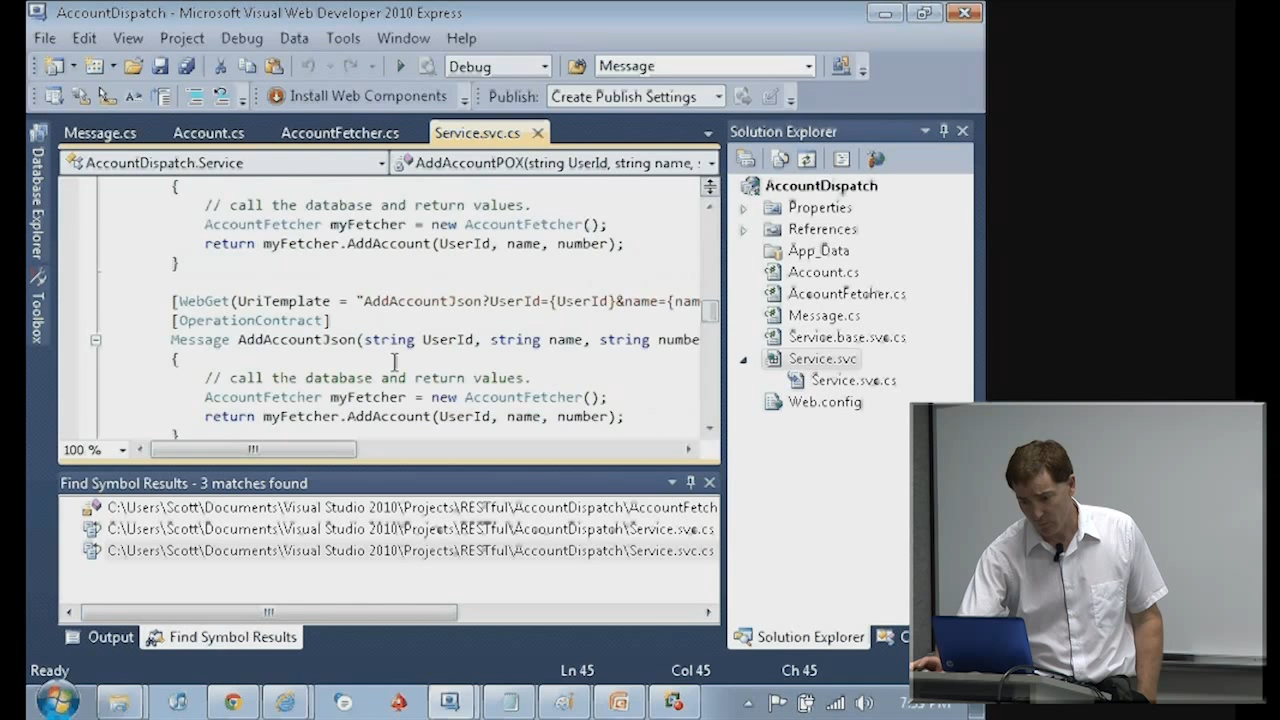 AccountDispatch - Microsoft Visual Web Developer 2010 Express
File Edit View Project Debug Data Tools Window Help
Debug Message
Install Web Components Publish: Create Publish Settings
Message.cs Account.cs AccountFetcher.cs Service.svc.cs
AccountDispatch.Service AddAccountPOX(string UserId, string name, s
Database Explorer
Toolbox
{
// call the database and return values.
AccountFetcher myFetcher = new AccountFetcher();
return myFetcher.AddAccount(UserId, name, number);
}
[WebGet(UriTemplate = "AddAccountJson?UserId={UserId}&name={nam
[OperationContract]
Message AddAccountJson(string UserId, string name, string numbe
{
// call the database and return values.
AccountFetcher myFetcher = new AccountFetcher();
return myFetcher.AddAccount(UserId, name, number);
}
100 %
Solution Explorer
AccountDispatch
Properties
References
App_Data
Account.cs
AccountFetcher.cs
Message.cs
Service.base.svc.cs
Service.svc
Service.svc.cs
Web.config
Find Symbol Results - 3 matches found
C:\Users\Scott\Documents\Visual Studio 2010\Projects\RESTful\AccountDispatch\AccountFetch
C:\Users\Scott\Documents\Visual Studio 2010\Projects\RESTful\AccountDispatch\Service.svc.cs
C:\Users\Scott\Documents\Visual Studio 2010\Projects\RESTful\AccountDispatch\Service.svc.cs
Output Find Symbol Results
Solution Explorer
Ready Ln 45 Col 45 Ch 45